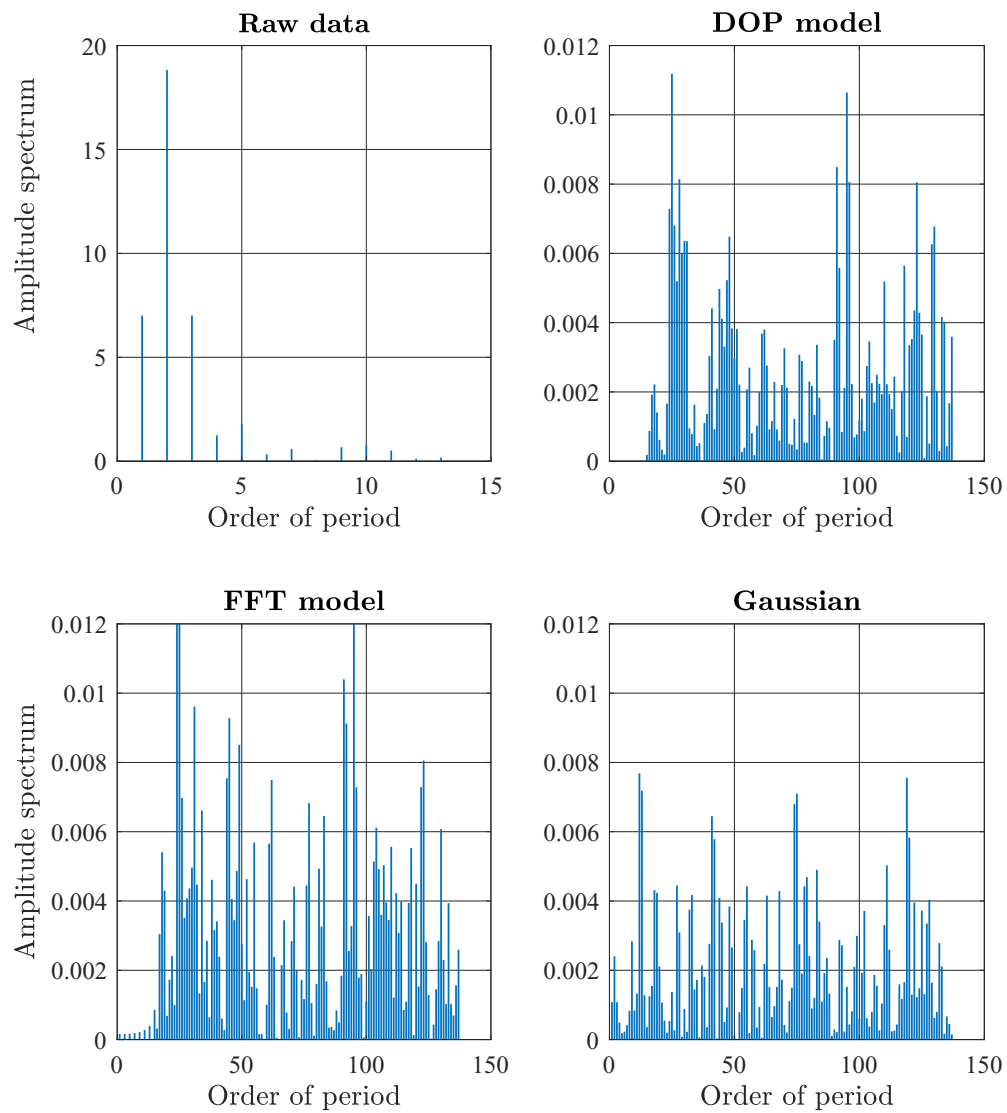 Raw data
20
15
10
5
0
0 5 10 15
Amplitude spectrum
Order of period
DOP model
0.012
0.01
0.008
0.006
0.004
0.002
0
0 50 100 150
Order of period
FFT model
0.012
0.01
0.008
0.006
0.004
0.002
0
0 50 100 150
Amplitude spectrum
Order of period
Gaussian
0.012
0.01
0.008
0.006
0.004
0.002
0
0 50 100 150
Order of period